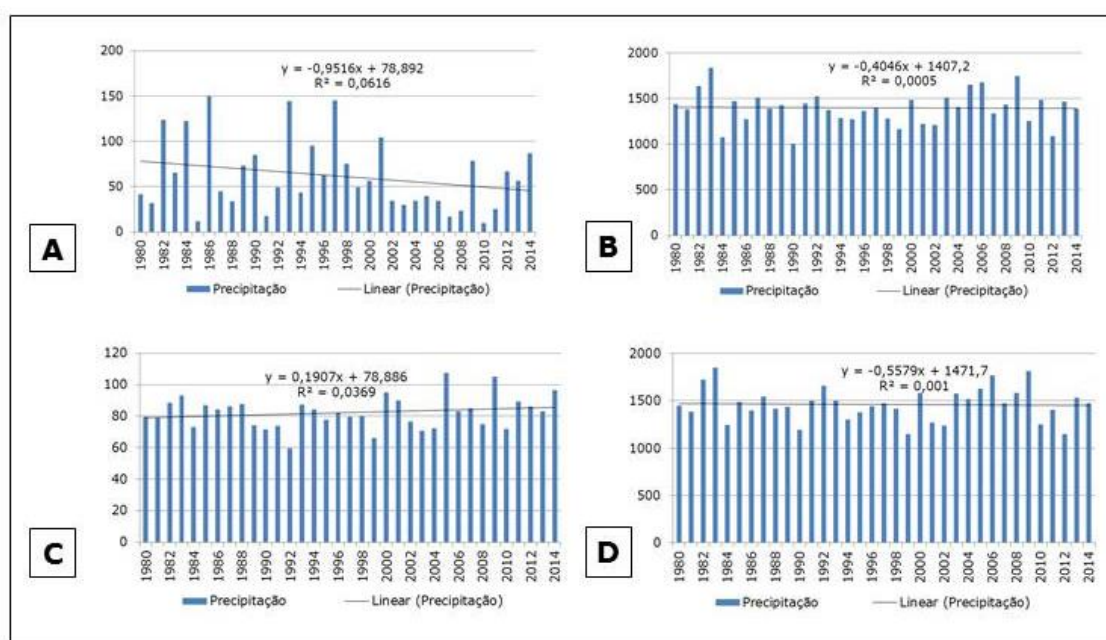 200
150
100
50
0
y = -0,9516x + 78,892
R² = 0,0616
1980 1982 1984 1986 1988 1990 1992 1994 1996 1998 2000 2002 2004 2006 2008 2010 2012 2014
Precipitação Linear (Precipitação)
A
2000
1500
1000
500
0
y = -0,4046x + 1407,2
R² = 0,0005
1980 1982 1984 1986 1988 1990 1992 1994 1996 1998 2000 2002 2004 2006 2008 2010 2012 2014
Precipitação Linear (Precipitação)
B
120
100
80
60
40
20
0
y = 0,1907x + 78,886
R² = 0,0369
1980 1982 1984 1986 1988 1990 1992 1994 1996 1998 2000 2002 2004 2006 2008 2010 2012 2014
Precipitação Linear (Precipitação)
C
2000
1500
1000
500
0
y = -0,5579x + 1471,7
R² = 0,001
1980 1982 1984 1986 1988 1990 1992 1994 1996 1998 2000 2002 2004 2006 2008 2010 2012 2014
Precipitação Linear (Precipitação)
D